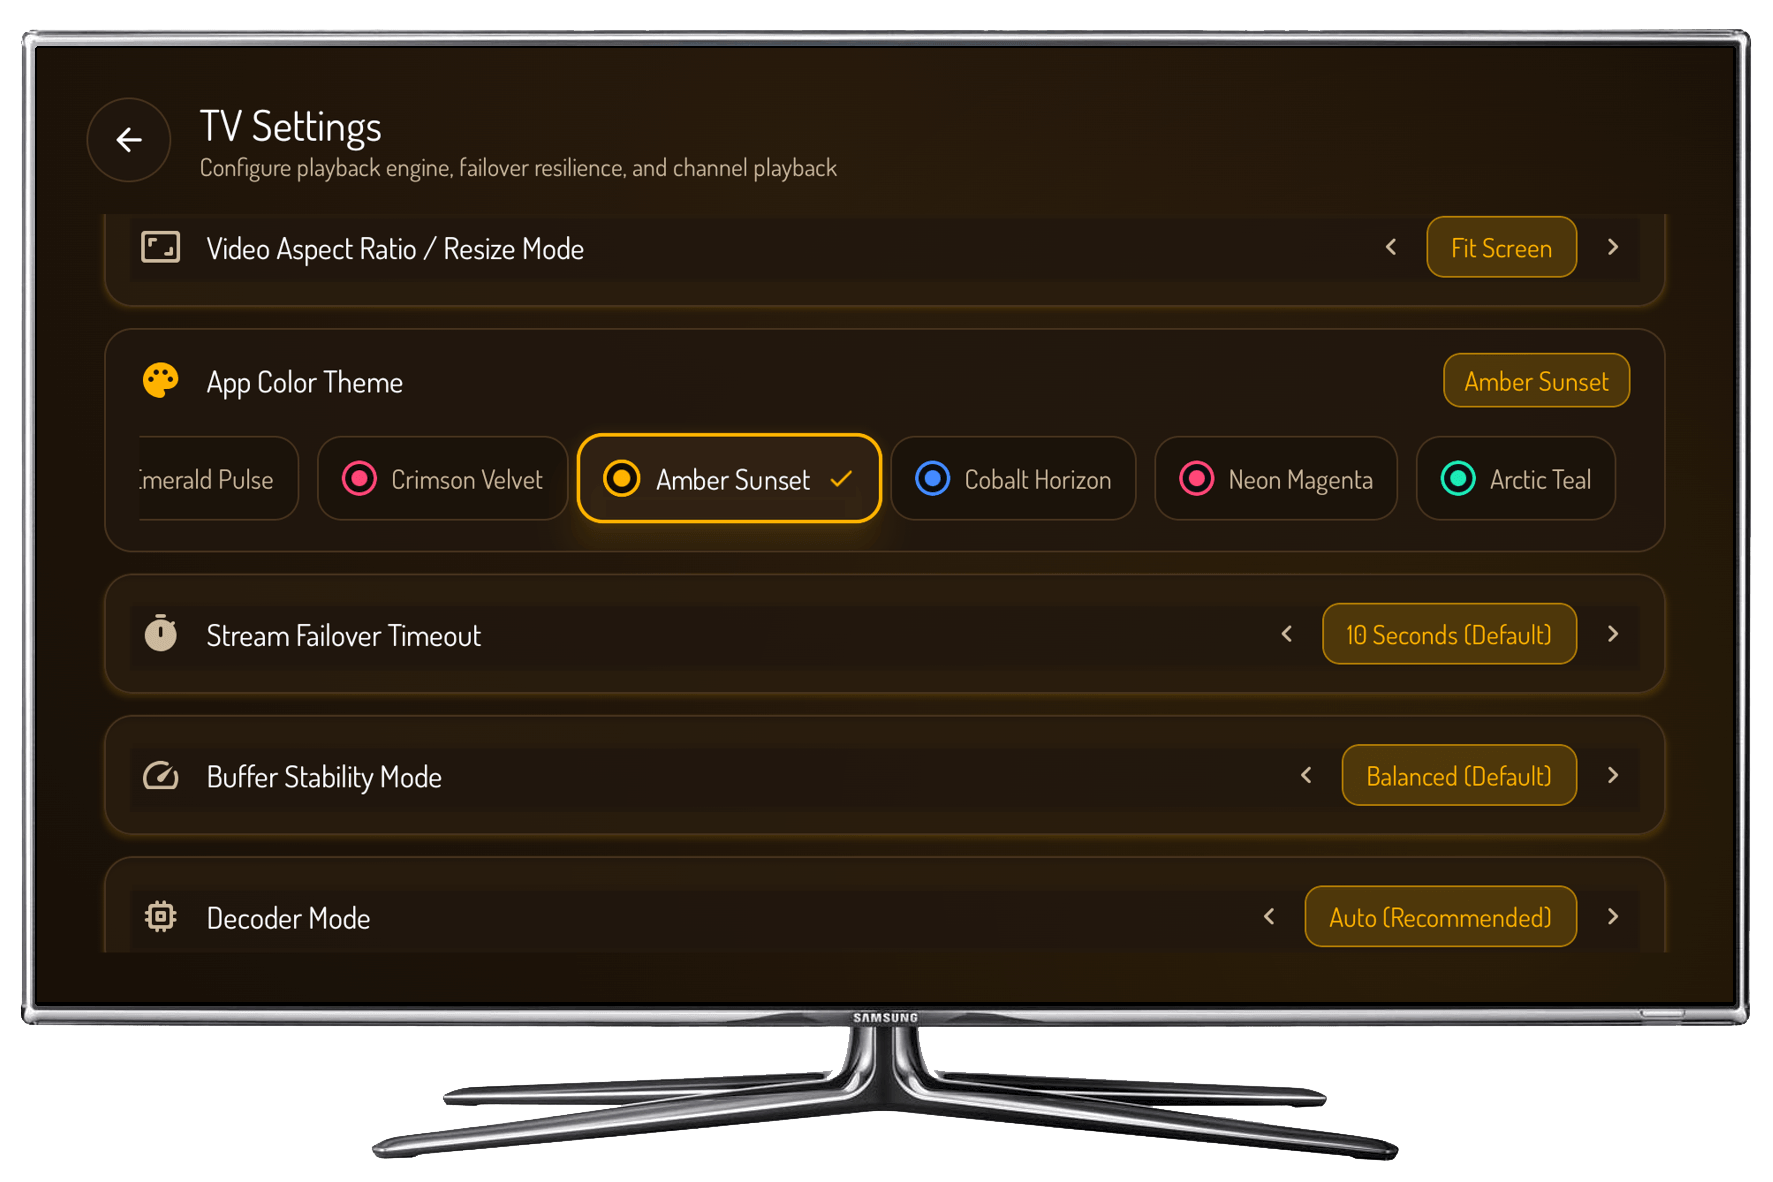 TV Settings
Configure playback engine, failover resilience, and channel playback
Video Aspect Ratio / Resize Mode
Fit Screen
App Color Theme
Amber Sunset
Emerald Pulse
Crimson Velvet
Amber Sunset
Cobalt Horizon
Neon Magenta
Arctic Teal
Stream Failover Timeout
10 Seconds (Default)
Buffer Stability Mode
Balanced (Default)
Decoder Mode
Auto (Recommended)
SAMSUNG